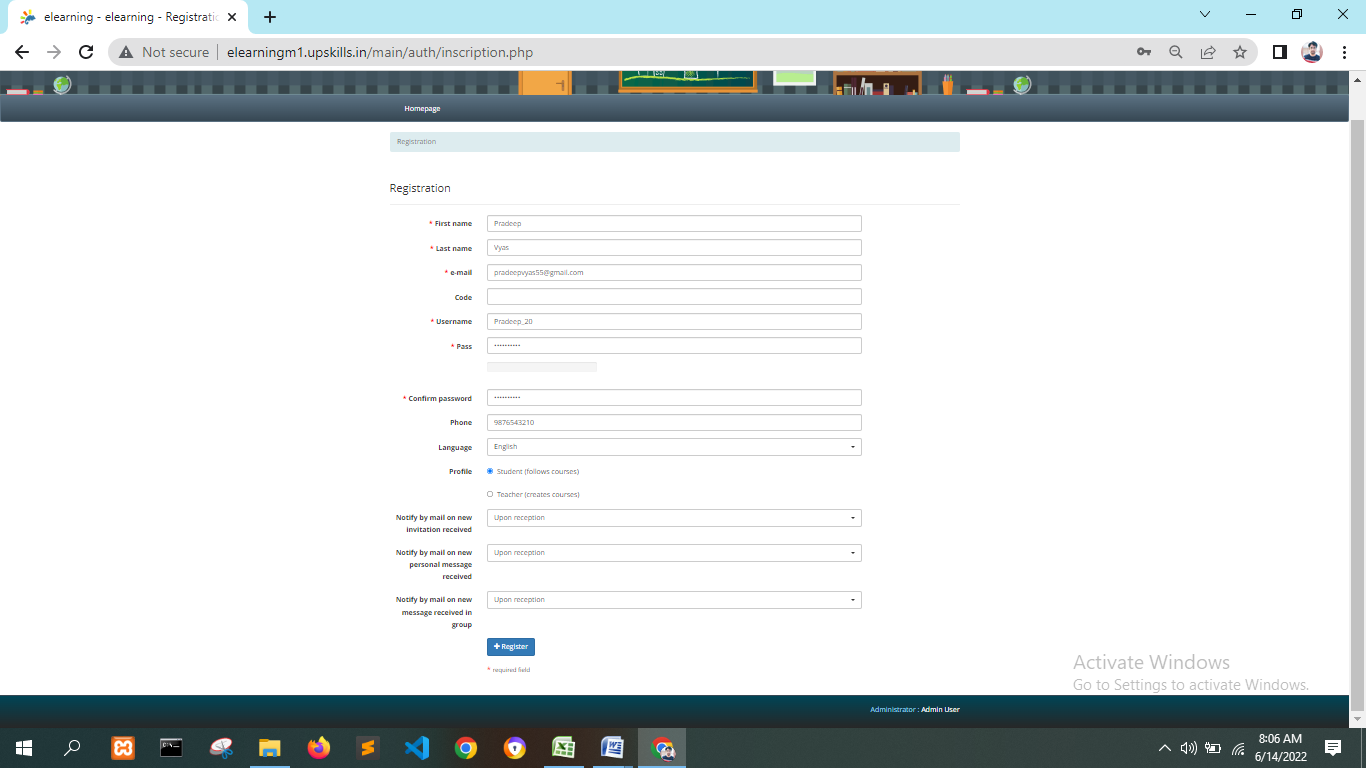 elearning - elearning - Registratio
Not secure
elearningm1.upskills.in/main/auth/inscription.php
Homepage
Registration
Registration
* First name Pradeep
* Last name Vyas
* e-mail pradeepvyas55@gmail.com
Code
* Username Pradeep_20
* Pass ••••••••••
* Confirm password ••••••••••
Phone 9876543210
Language English
Profile Student (follows courses)
Teacher (creates courses)
Notify by mail on new Upon reception
invitation received
Notify by mail on new Upon reception
personal message
received
Notify by mail on new Upon reception
message received in
group
+ Register
* required field
Activate Windows
Go to Settings to activate Windows.
Administrator : Admin User
8:06 AM
6/14/2022